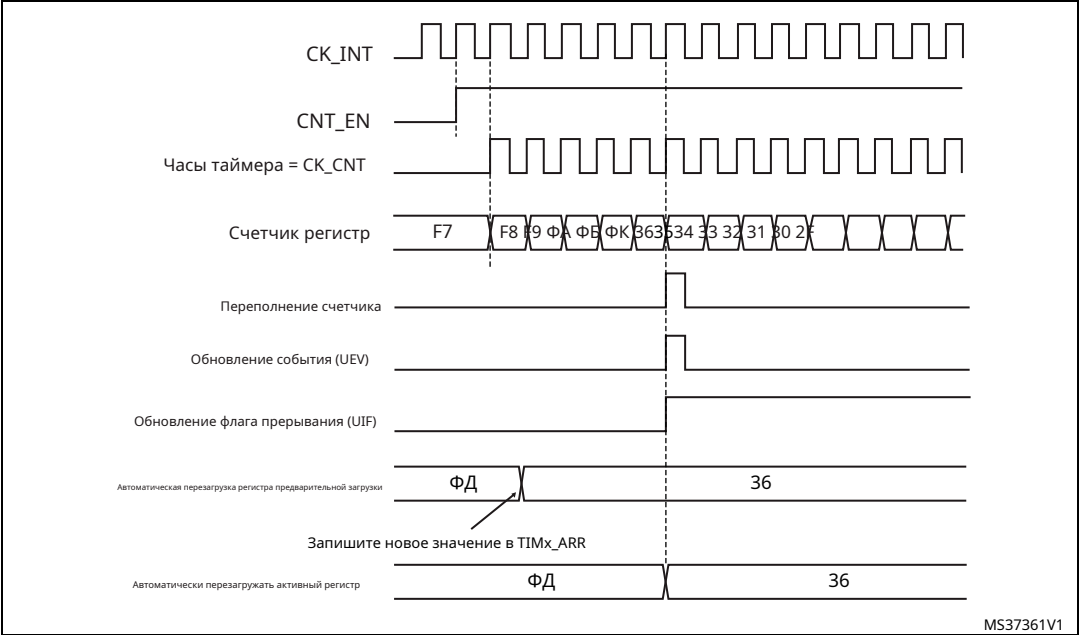 CK_INT
CNT_EN
Часы таймера = CK_CNT
Счетчик регистр
F7
F8 F9 ФА ФБ ФК 36 35 34 33 32 31 30 2F
Переполнение счетчика
Обновление события (UEV)
Обновление флага прерывания (UIF)
Автоматическая перезагрузка регистра предварительной загрузки
ФД
36
Запишите новое значение в TIMx_ARR
Автоматически перезагружать активный регистр
ФД
36
MS37361V1